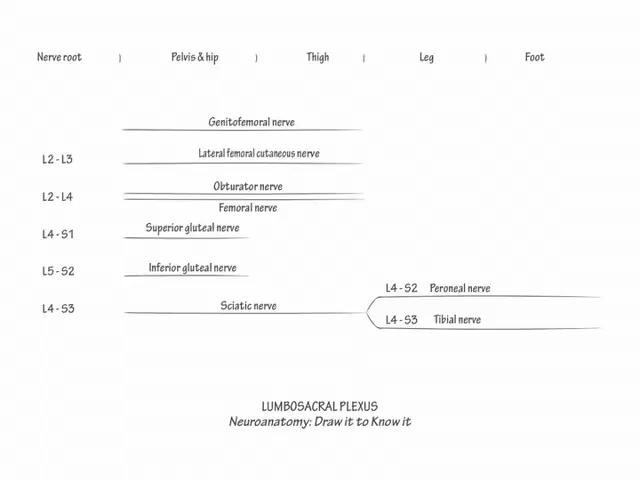 Nerve root ) Pelvis & hip ) Thigh ) Leg ) Foot
Genitofemoral nerve
L2 - L3 Lateral femoral cutaneous nerve
Obturator nerve
L2 - L4
Femoral nerve
L4 - S1 Superior gluteal nerve
L5 - S2 Inferior gluteal nerve
L4 - S2 Peroneal nerve
L4 - S3 Sciatic nerve
L4 - S3 Tibial nerve
LUMBOSACRAL PLEXUS
Neuroanatomy: Draw it to Know it